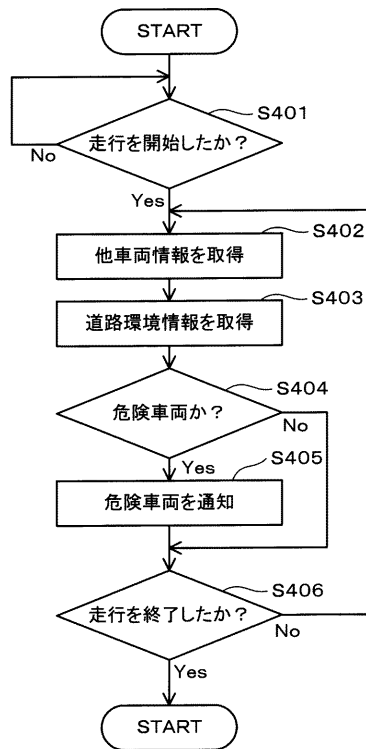 START
S401
走行を開始したか？
No
Yes
S402
他車両情報を取得
S403
道路環境情報を取得
S404
危険車両か？
No
Yes
S405
危険車両を通知
S406
走行を終了したか？
No
Yes
START